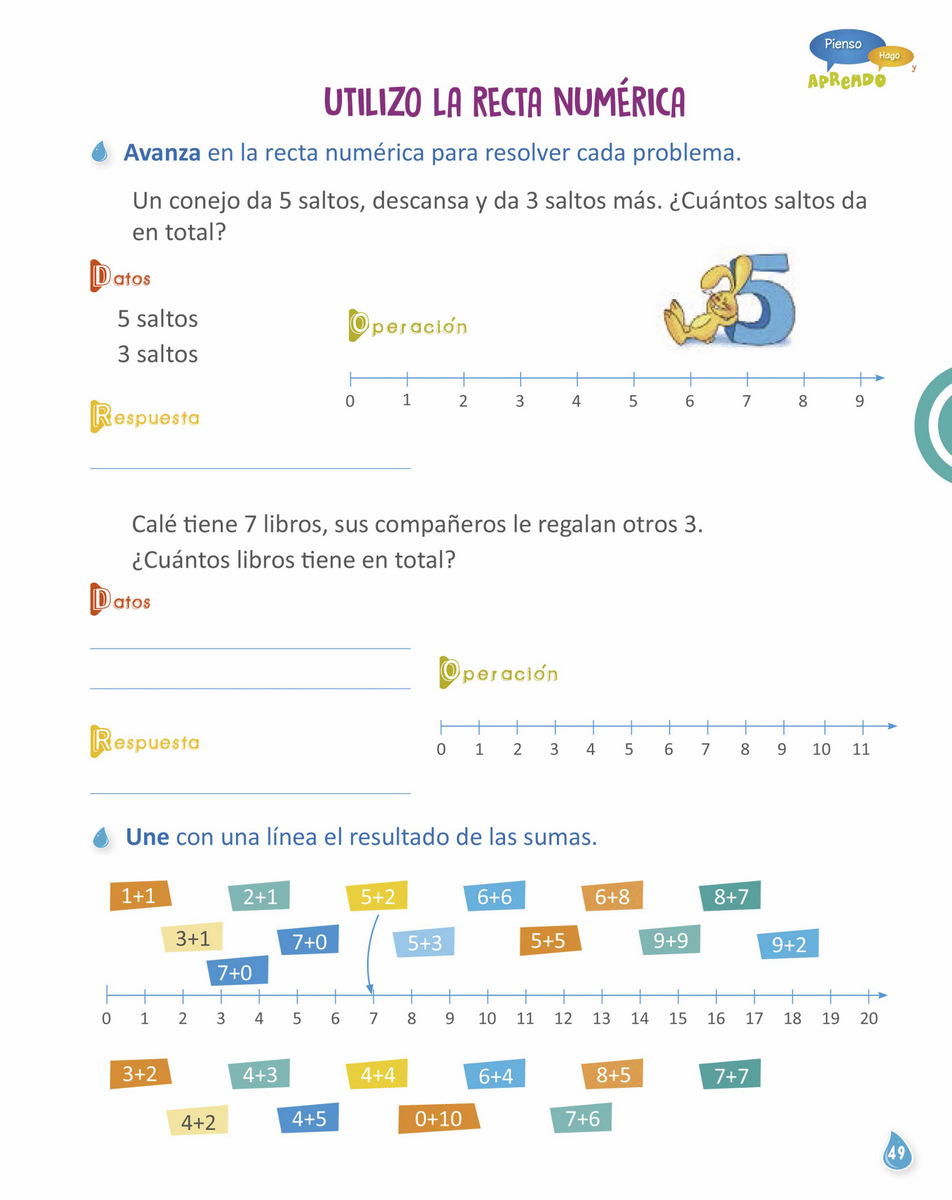 Pienso
Hago
y
APRENDO
UTILIZO LA RECTA NUMÉRICA
Avanza en la recta numérica para resolver cada problema.
Un conejo da 5 saltos, descansa y da 3 saltos más. ¿Cuántos saltos da
en total?
Datos
5 saltos
3 saltos
5
Operación
0 1 2 3 4 5 6 7 8 9
Respuesta
Calé tiene 7 libros, sus compañeros le regalan otros 3.
¿Cuántos libros tiene en total?
Datos
Operación
Respuesta
0 1 2 3 4 5 6 7 8 9 10 11
Une con una línea el resultado de las sumas.
1+1 2+1 5+2 6+6 6+8 8+7
3+1 7+0 5+3 5+5 9+9 9+2
7+0
0 1 2 3 4 5 6 7 8 9 10 11 12 13 14 15 16 17 18 19 20
3+2 4+3 4+4 6+4 8+5 7+7
4+2 4+5 0+10 7+6
49